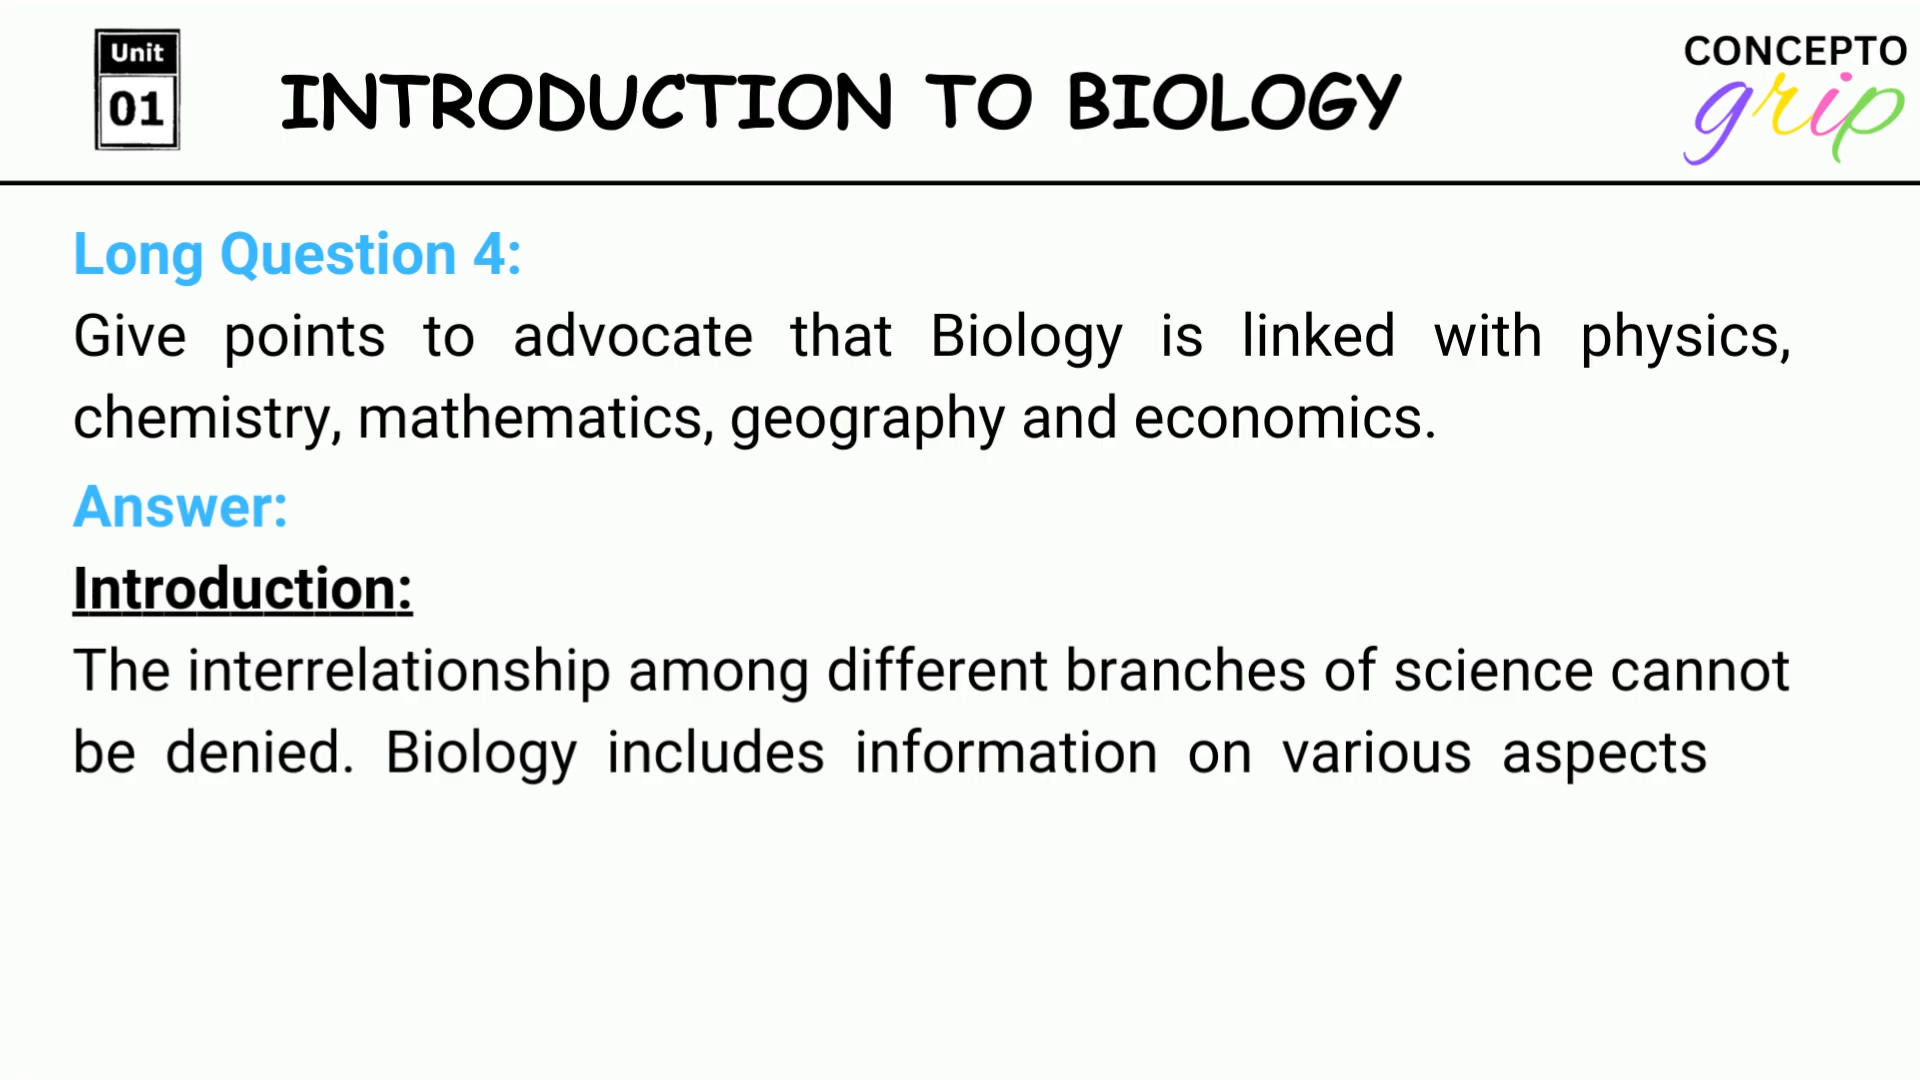 Unit
01
INTRODUCTION TO BIOLOGY
CONCEPTO
grip
Long Question 4:
Give points to advocate that Biology is linked with physics,
chemistry, mathematics, geography and economics.
Answer:
Introduction:
The interrelationship among different branches of science cannot
be denied. Biology includes information on various aspects